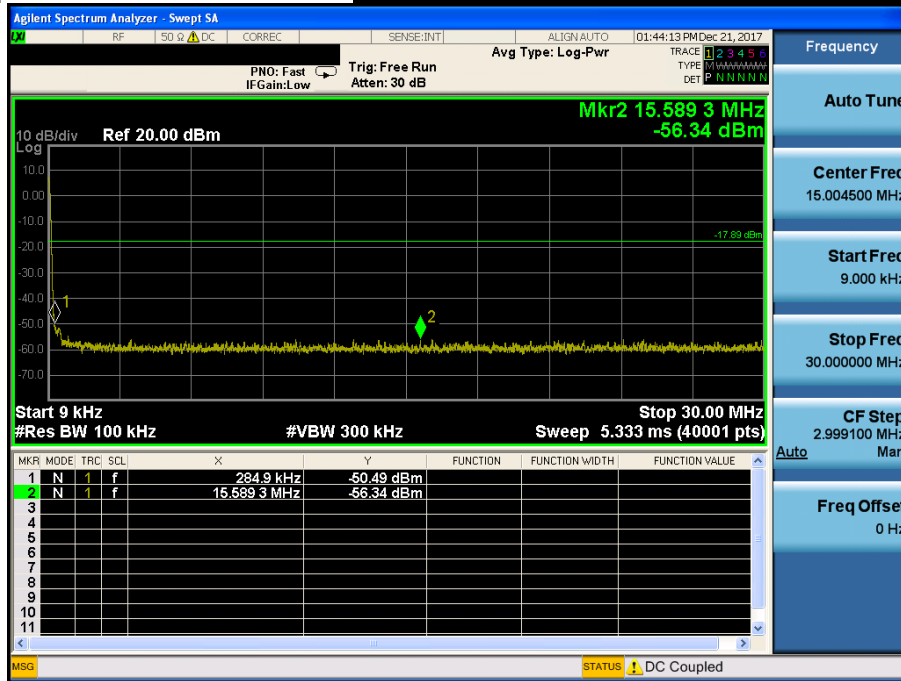 Agilent Spectrum Analyzer - Swept SA
LXI RF 50 Ω DC CORREC SENSE:INT ALIGN AUTO 01:44:13 PM Dec 21, 2017
PNO: Fast Trig: Free Run Avg Type: Log-Pwr TRACE 1 2 3 4 5 6
IFGain:Low Atten: 30 dB TYPE M W W W W W
DET P N N N N N
Mkr2 15.589 3 MHz
10 dB/div Ref 20.00 dBm -56.34 dBm
Log
10.0
0.00
-10.0
-17.89 dBm
-20.0
-30.0
-40.0
1
-50.0
2
-60.0
-70.0
Start 9 kHz Stop 30.00 MHz
#Res BW 100 kHz #VBW 300 kHz Sweep 5.333 ms (40001 pts)
MKR MODE TRC SCL X Y FUNCTION FUNCTION WIDTH FUNCTION VALUE
1 N 1 f 284.9 kHz -50.49 dBm
2 N 1 f 15.589 3 MHz -56.34 dBm
3
4
5
6
7
8
9
10
11
MSG STATUS DC Coupled
Frequency
Auto Tune
Center Freq
15.004500 MHz
Start Freq
9.000 kHz
Stop Freq
30.000000 MHz
CF Step
2.999100 MHz
Auto Man
Freq Offset
0 Hz